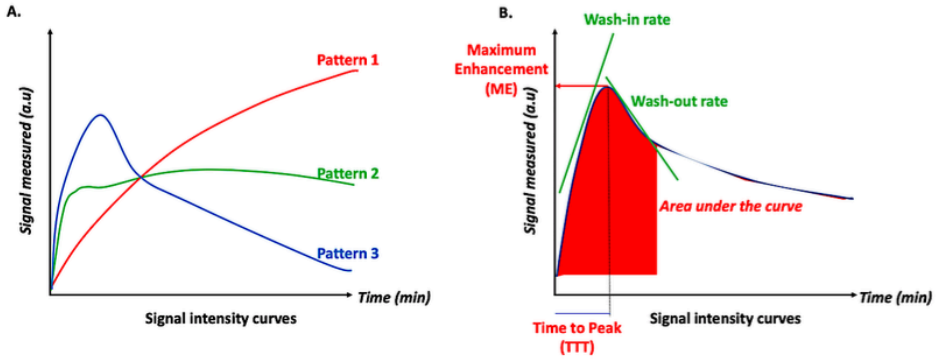 A.
Signal measured (a.u)
Pattern 1
Pattern 2
Pattern 3
Time (min)
Signal intensity curves
B.
Wash-in rate
Maximum
Enhancement
(ME)
Wash-out rate
Signal measured (a.u)
Area under the curve
Time (min)
Signal intensity curves
Time to Peak
(TTT)